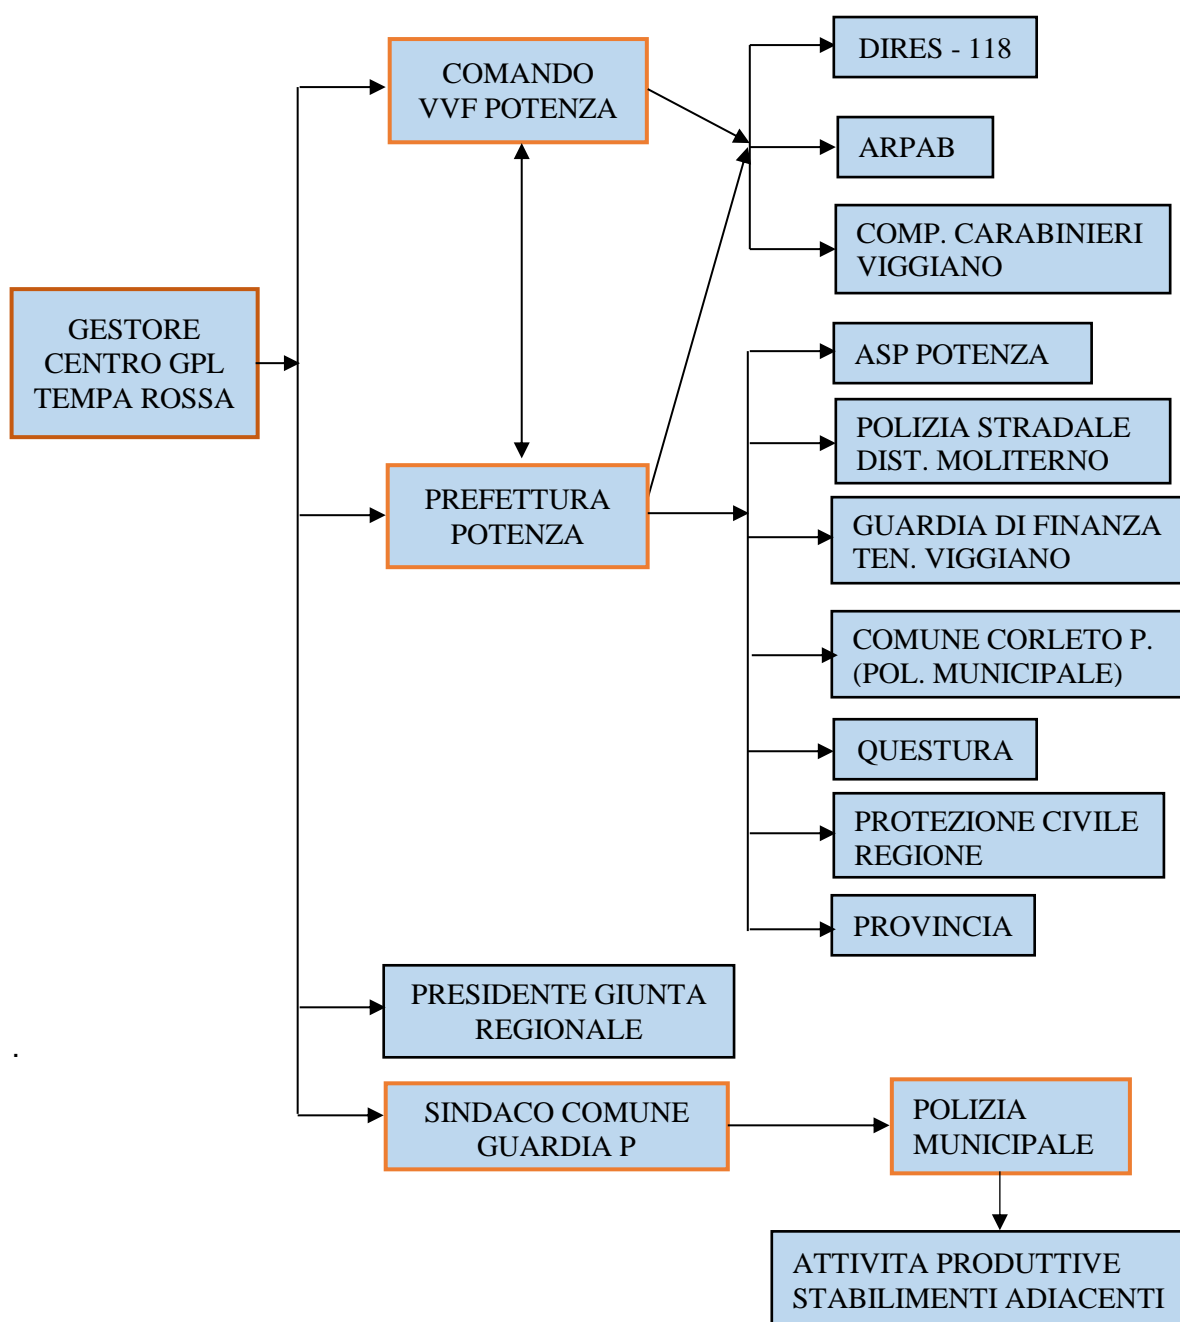 DIRES - 118
COMANDO
VVF POTENZA
ARPAB
COMP. CARABINIERI
VIGGIANO
GESTORE
CENTRO GPL
TEMPA ROSSA
ASP POTENZA
POLIZIA STRADALE
DIST. MOLITERNO
PREFETTURA
POTENZA
GUARDIA DI FINANZA
TEN. VIGGIANO
COMUNE CORLETO P.
(POL. MUNICIPALE)
QUESTURA
PROTEZIONE CIVILE
REGIONE
PROVINCIA
PRESIDENTE GIUNTA
REGIONALE
.
SINDACO COMUNE
GUARDIA P
POLIZIA
MUNICIPALE
ATTIVITA PRODUTTIVE
STABILIMENTI ADIACENTI